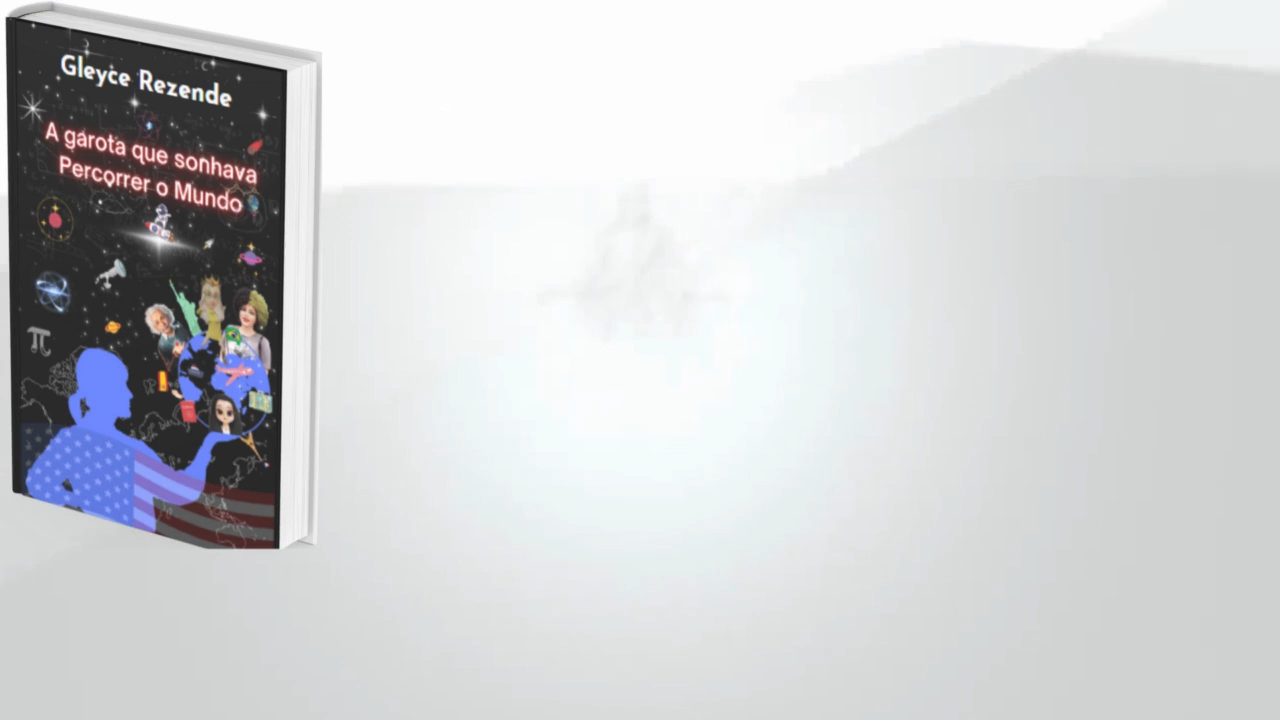 Gleyce Rezende
A garota que sonhava
Percorrer o Mundo
π